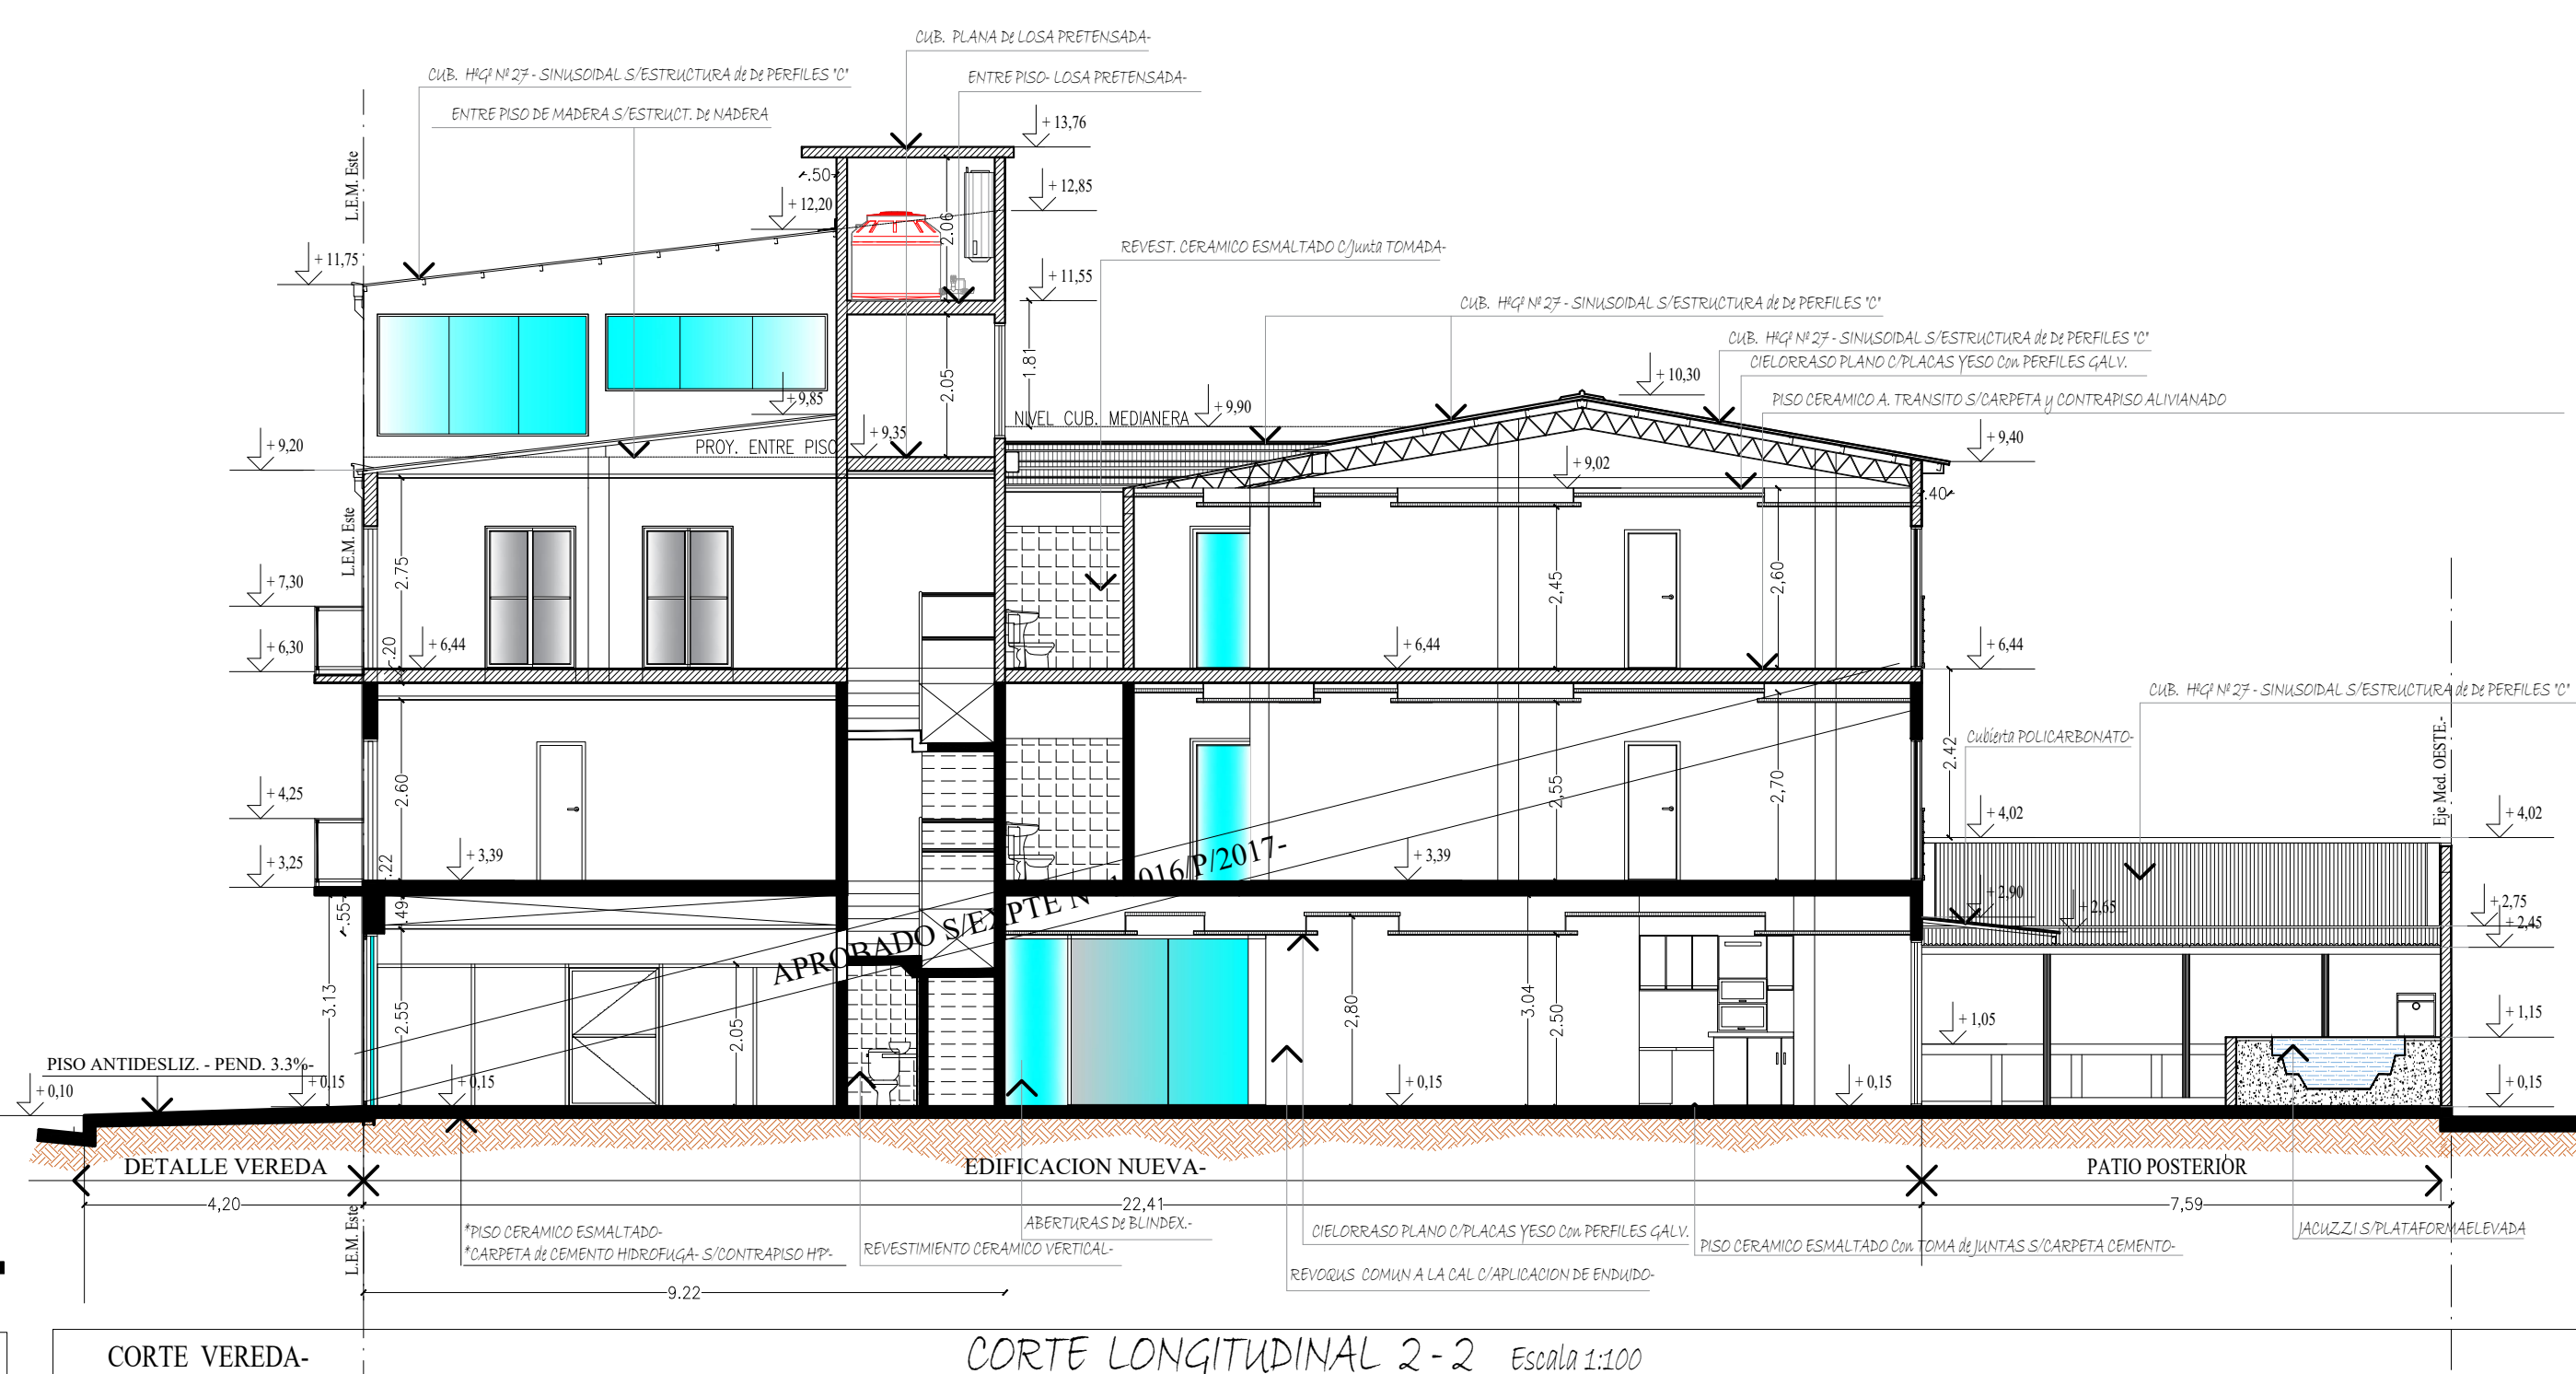 CUB. PLANA De LOSA PRETENSADA-
CUB. HºGº Nº 27 - SINUSOIDAL S/ESTRUCTURA de De PERFILES "C"
ENTRE PISO- LOSA PRETENSADA-
ENTRE PISO DE MADERA S/ESTRUCT. De NADERA
+ 13,76
L.E.M. Este
.50
+ 12,85
+ 12,20
2.06
REVEST. CERAMICO ESMALTADO C/Junta TOMADA-
+ 11,75
+ 11,55
CUB. HºGº Nº 27 - SINUSOIDAL S/ESTRUCTURA de De PERFILES "C"
CUB. HºGº Nº 27 - SINUSOIDAL S/ESTRUCTURA de De PERFILES "C"
CIELORRASO PLANO C/PLACAS YESO Con PERFILES GALV.
1.81
2.05
+ 10,30
+ 9,85
PISO CERAMICO A. TRANSITO S/CARPETA y CONTRAPISO ALIVIANADO
NIVEL CUB. MEDIANERA
+ 9,90
+ 9,20
PROY. ENTRE PISO
+ 9,35
+ 9,40
+ 9,02
.40
L.E.M. Este
2.75
2,45
2,60
+ 7,30
+ 6,30
.20
+ 6,44
+ 6,44
+ 6,44
CUB. HºGº Nº 27 - SINUSOIDAL S/ESTRUCTURA de De PERFILES "C"
Cubierta POLICARBONATO-
2.42
Eje Med. OESTE.-
2.60
2,55
2,70
+ 4,25
+ 4,02
+ 4,02
+ 3,25
.22
+ 3,39
+ 3,39
APROBADO S/EXPTE N 1 016/P/2017-
.55
.49
+ 2,90
+ 2,65
+ 2,75
+ 2,45
3.13
2.55
2.05
2,80
3.04
2.50
+ 1,05
+ 1,15
PISO ANTIDESLIZ. - PEND. 3.3%-
+ 0,10
+ 0,15
+ 0,15
+ 0,15
+ 0,15
+ 0,15
DETALLE VEREDA
EDIFICACION NUEVA-
PATIO POSTERIOR
4,20
22,41
7,59
L.E.M. Este
*PISO CERAMICO ESMALTADO-
*CARPETA de CEMENTO HIDROFUGA- S/CONTRAPISO HºPº-
REVESTIMIENTO CERAMICO VERTICAL-
ABERTURAS De BLINDEX.-
CIELORRASO PLANO C/PLACAS YESO Con PERFILES GALV.
PISO CERAMICO ESMALTADO Con TOMA de JUNTAS S/CARPETA CEMENTO-
JACUZZI S/PLATAFORMAELEVADA
REVOQUS COMUN A LA CAL C/APLICACION DE ENDUIDO-
9.22
CORTE VEREDA-
CORTE LONGITUDINAL 2-2 Escala 1:100